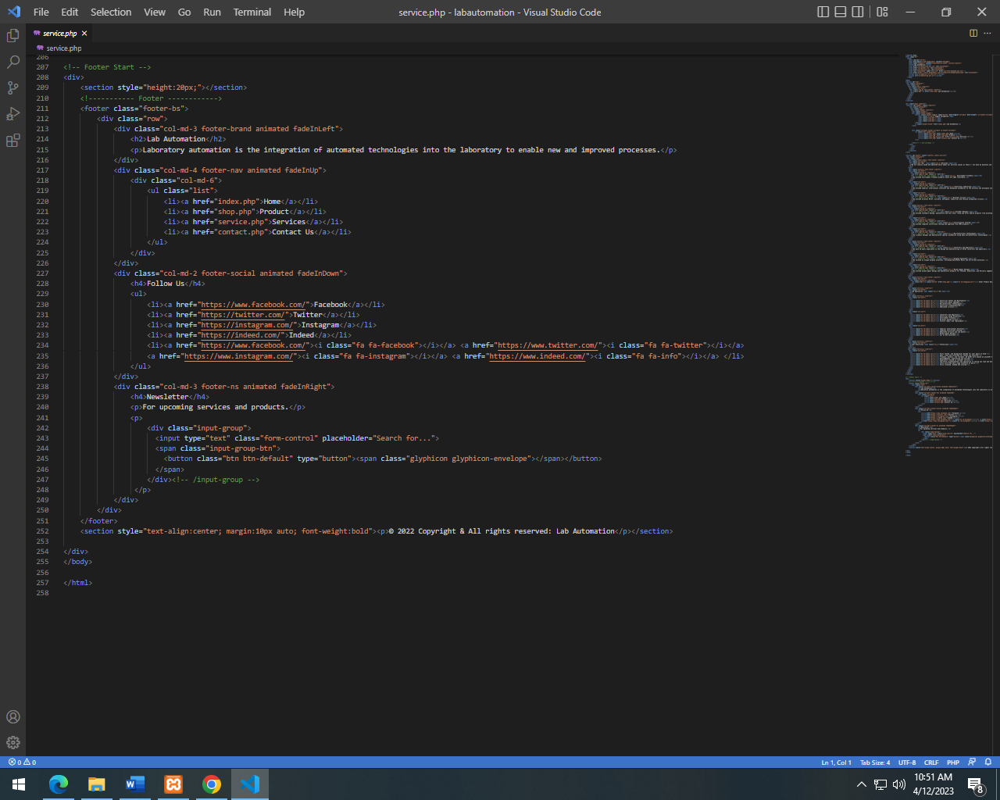 File Edit Selection View Go Run Terminal Help
service.php - labautomation - Visual Studio Code
service.php
service.php
206
207 <!-- Footer Start -->
208 <div>
209 <section style="height:20px;"></section>
210 <!----------- Footer ------------>
211 <footer class="footer-bs">
212 <div class="row">
213 <div class="col-md-3 footer-brand animated fadeInLeft">
214 <h2>Lab Automation</h2>
215 <p>Laboratory automation is the integration of automated technologies into the laboratory to enable new and improved processes.</p>
216 </div>
217 <div class="col-md-4 footer-nav animated fadeInUp">
218 <div class="col-md-6">
219 <ul class="list">
220 <li><a href="index.php">Home</a></li>
221 <li><a href="shop.php">Product</a></li>
222 <li><a href="service.php">Services</a></li>
223 <li><a href="contact.php">Contact Us</a></li>
224 </ul>
225 </div>
226 </div>
227 <div class="col-md-2 footer-social animated fadeInDown">
228 <h4>Follow Us</h4>
229 <ul>
230 <li><a href="https://www.facebook.com/">Facebook</a></li>
231 <li><a href="https://twitter.com/">Twitter</a></li>
232 <li><a href="https://instagram.com/">Instagram</a></li>
233 <li><a href="https://indeed.com/">Indeed</a></li>
234 <li><a href="https://www.facebook.com/"><i class="fa fa-facebook"></i></a> <a href="https://www.twitter.com/"><i class="fa fa-twitter"></i></a>
235 <a href="https://www.instagram.com/"><i class="fa fa-instagram"></i></a> <a href="https://www.indeed.com/"><i class="fa fa-info"></i></a> </li>
236 </ul>
237 </div>
238 <div class="col-md-3 footer-ns animated fadeInRight">
239 <h4>Newsletter</h4>
240 <p>For upcoming services and products.</p>
241 <p>
242 <div class="input-group">
243 <input type="text" class="form-control" placeholder="Search for...">
244 <span class="input-group-btn">
245 <button class="btn btn-default" type="button"><span class="glyphicon glyphicon-envelope"></span></button>
246 </span>
247 </div><!-- /input-group -->
248 </p>
249 </div>
250 </div>
251 </footer>
252 <section style="text-align:center; margin:10px auto; font-weight:bold"><p>© 2022 Copyright & All rights reserved: Lab Automation</p></section>
253
254 </div>
255 </body>
256
257 </html>
258
0 0 Ln 1, Col 1 Tab Size: 4 UTF-8 CRLF PHP
10:51 AM
4/12/2023
8